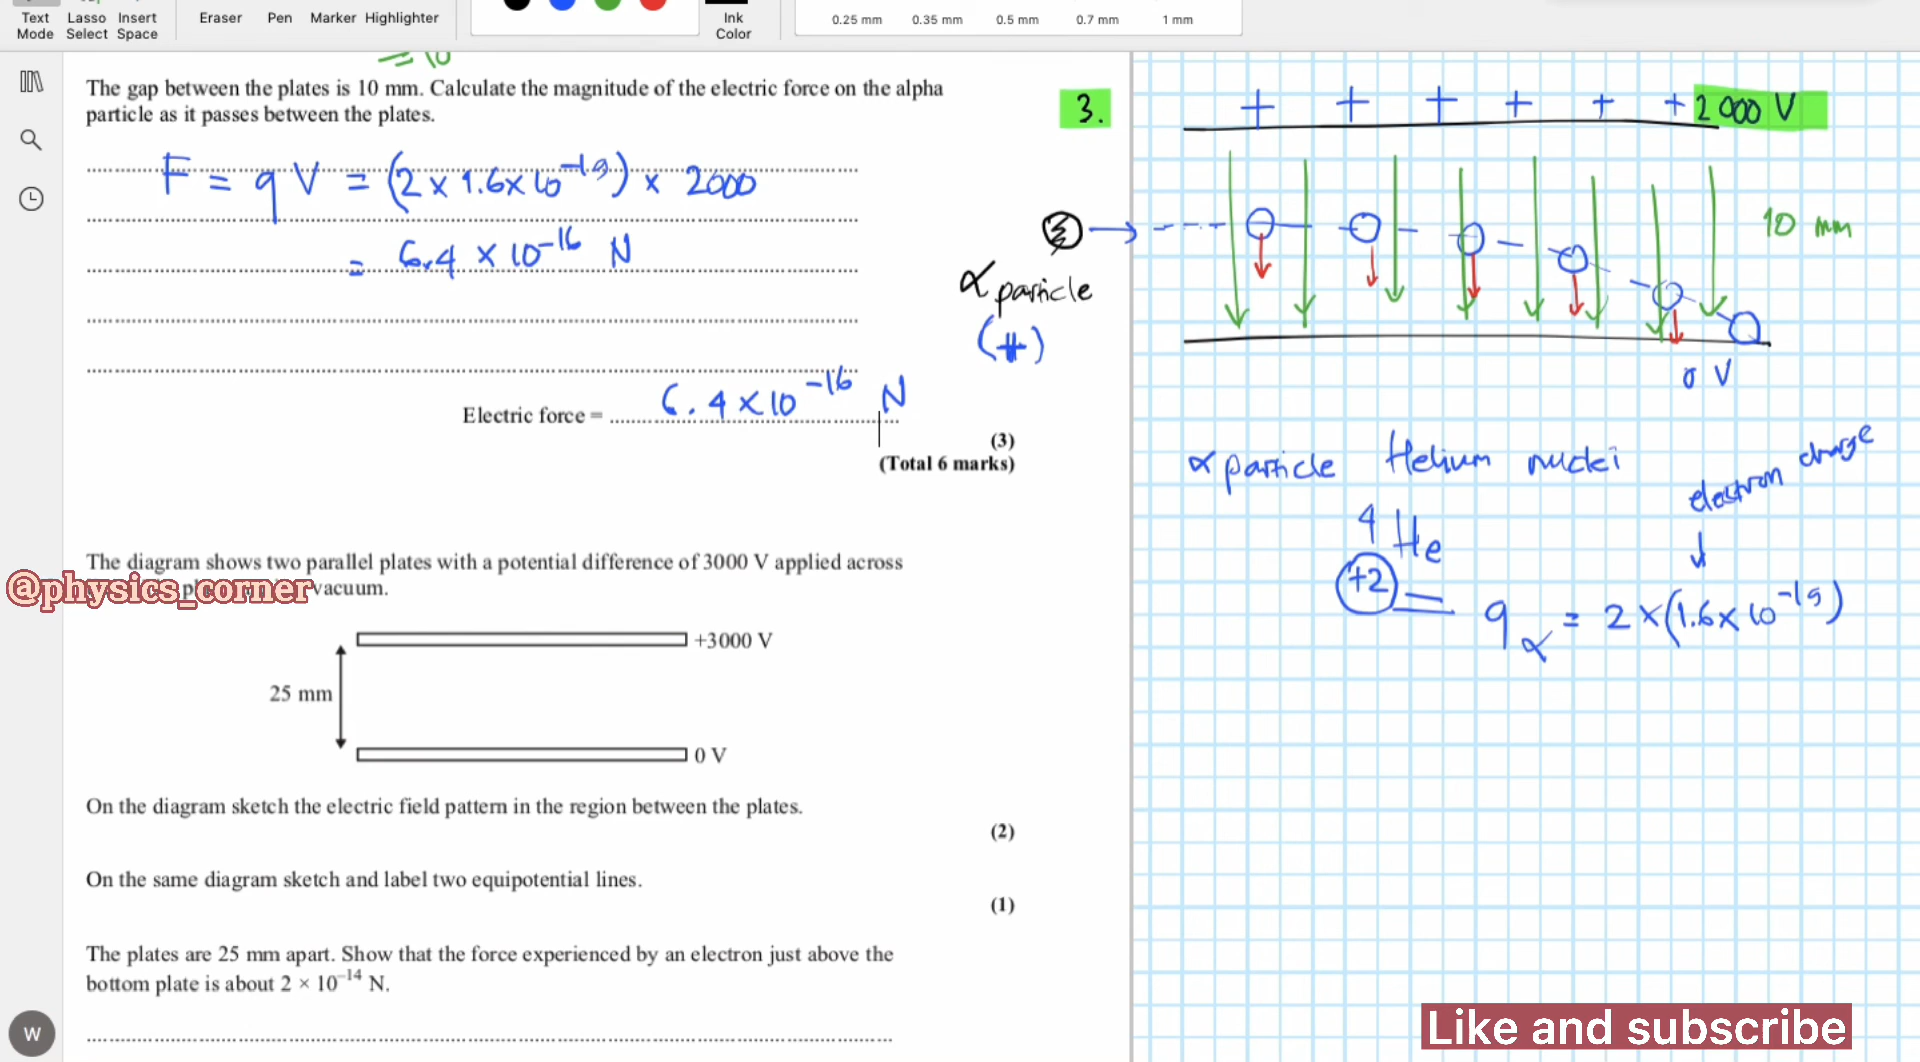 Text Mode
Lasso Select
Insert Space
Eraser
Pen
Marker
Highlighter
Ink Color
0.25 mm
0.35 mm
0.5 mm
0.7 mm
1 mm
The gap between the plates is 10 mm. Calculate the magnitude of the electric force on the alpha
particle as it passes between the plates.
F = qV = (2 × 1.6×10⁻¹⁹) × 2000
= 6.4 × 10⁻¹⁶ N
Electric force = 6.4 × 10⁻¹⁶ N
(3)
(Total 6 marks)
The diagram shows two parallel plates with a potential difference of 3000 V applied across
vacuum.
@physics_corner
+3000 V
25 mm
0 V
On the diagram sketch the electric field pattern in the region between the plates.
(2)
On the same diagram sketch and label two equipotential lines.
(1)
The plates are 25 mm apart. Show that the force experienced by an electron just above the
bottom plate is about 2 × 10⁻¹⁴ N.
W
3.
+ + + + + + 2000 V
10 mm
α particle
(+)
0 V
α particle Helium nuclei
electron charge
4 He
+2
qα = 2×(1.6×10⁻¹⁹)
Like and subscribe